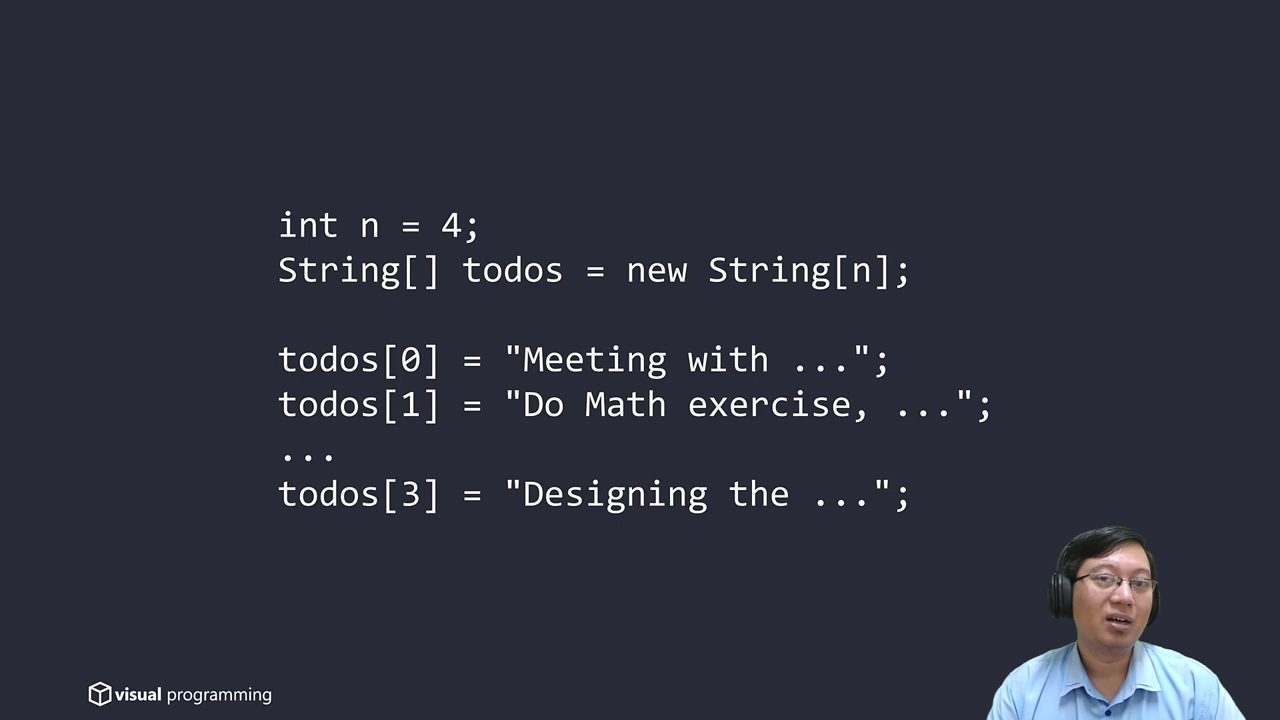 int n = 4;
String[] todos = new String[n];
todos[0] = "Meeting with ...";
todos[1] = "Do Math exercise, ...";
...
todos[3] = "Designing the ...";
visual programming